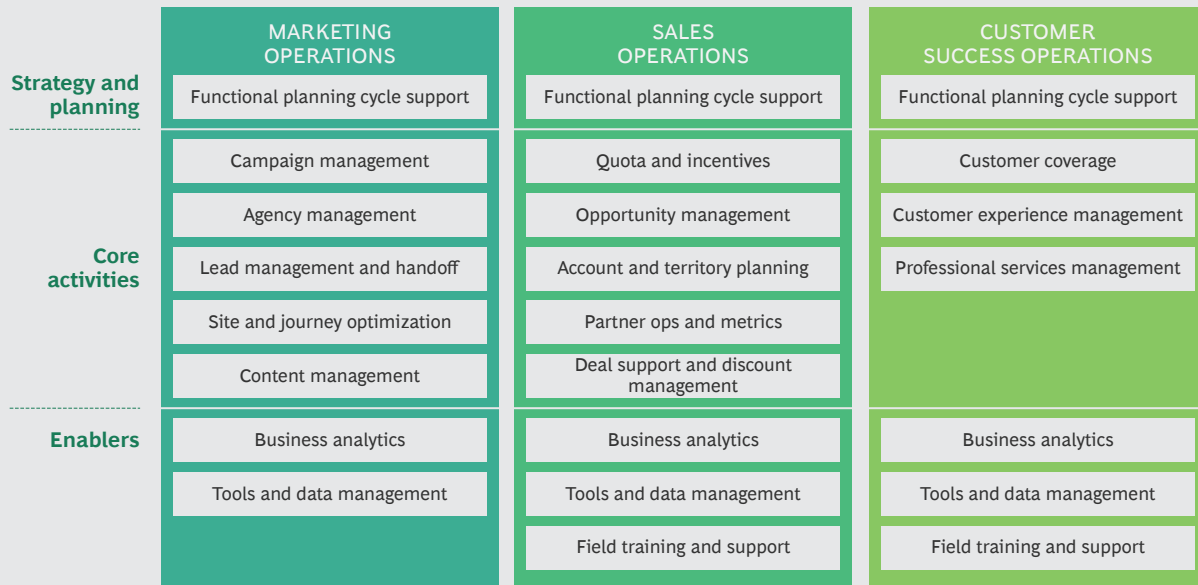 MARKETING
OPERATIONS
SALES
OPERATIONS
CUSTOMER
SUCCESS OPERATIONS
Strategy and
planning
Functional planning cycle support
Functional planning cycle support
Functional planning cycle support
Core
activities
Campaign management
Quota and incentives
Customer coverage
Agency management
Opportunity management
Customer experience management
Lead management and handoff
Account and territory planning
Professional services management
Site and journey optimization
Partner ops and metrics
Content management
Deal support and discount
management
Enablers
Business analytics
Business analytics
Business analytics
Tools and data management
Tools and data management
Tools and data management
Field training and support
Field training and support